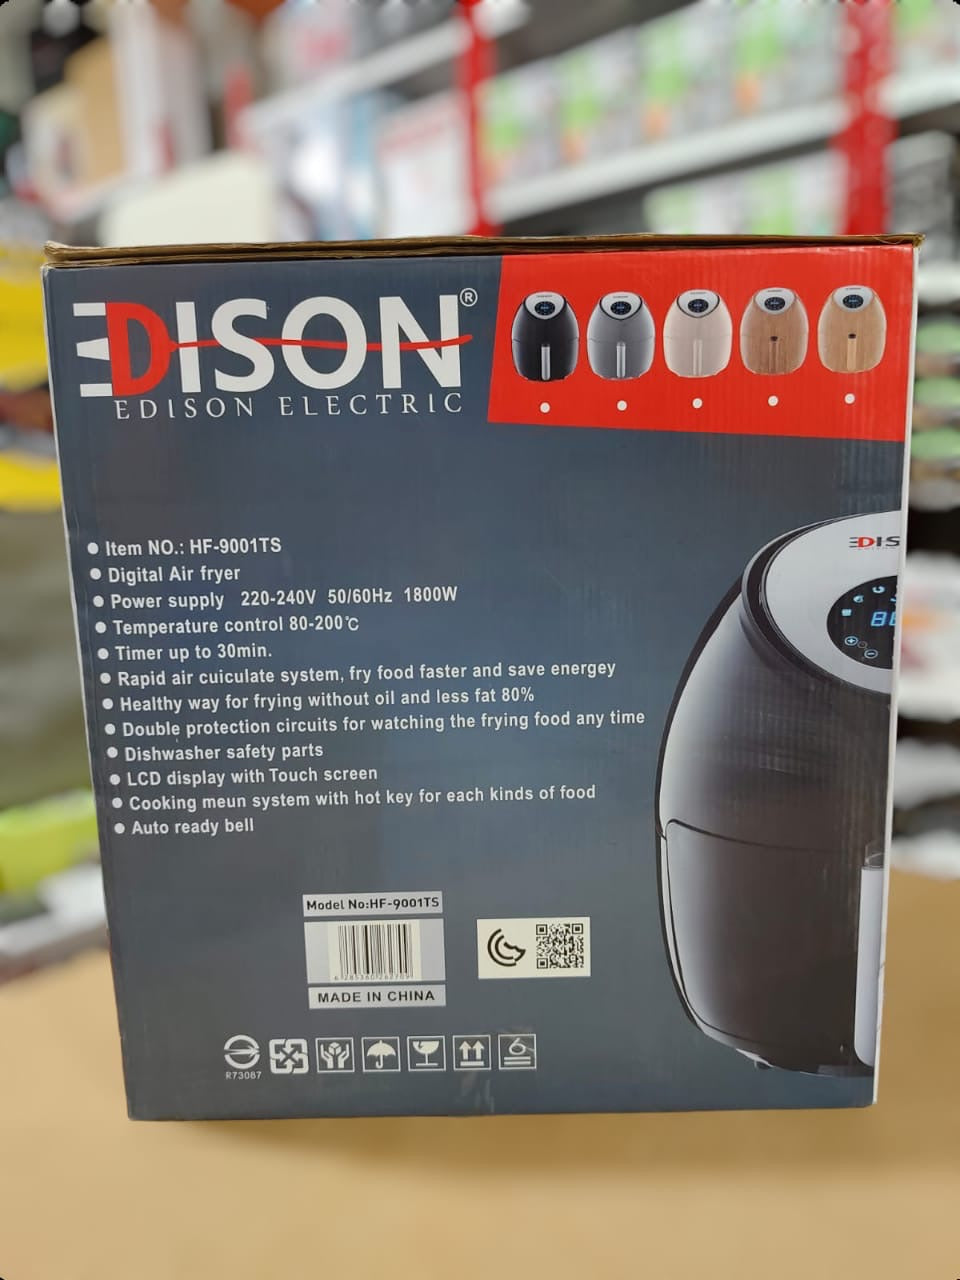 EDISON®
EDISON ELECTRIC
Item NO.: HF-9001TS
Digital Air fryer
Power supply 220-240V 50/60Hz 1800W
Temperature control 80-200℃
Timer up to 30min.
Rapid air cuiculate system, fry food faster and save energey
Healthy way for frying without oil and less fat 80%
Double protection circuits for watching the frying food any time
Dishwasher safety parts
LCD display with Touch screen
Cooking meun system with hot key for each kinds of food
Auto ready bell
EDIS
Model No:HF-9001TS
MADE IN CHINA
R73087
6